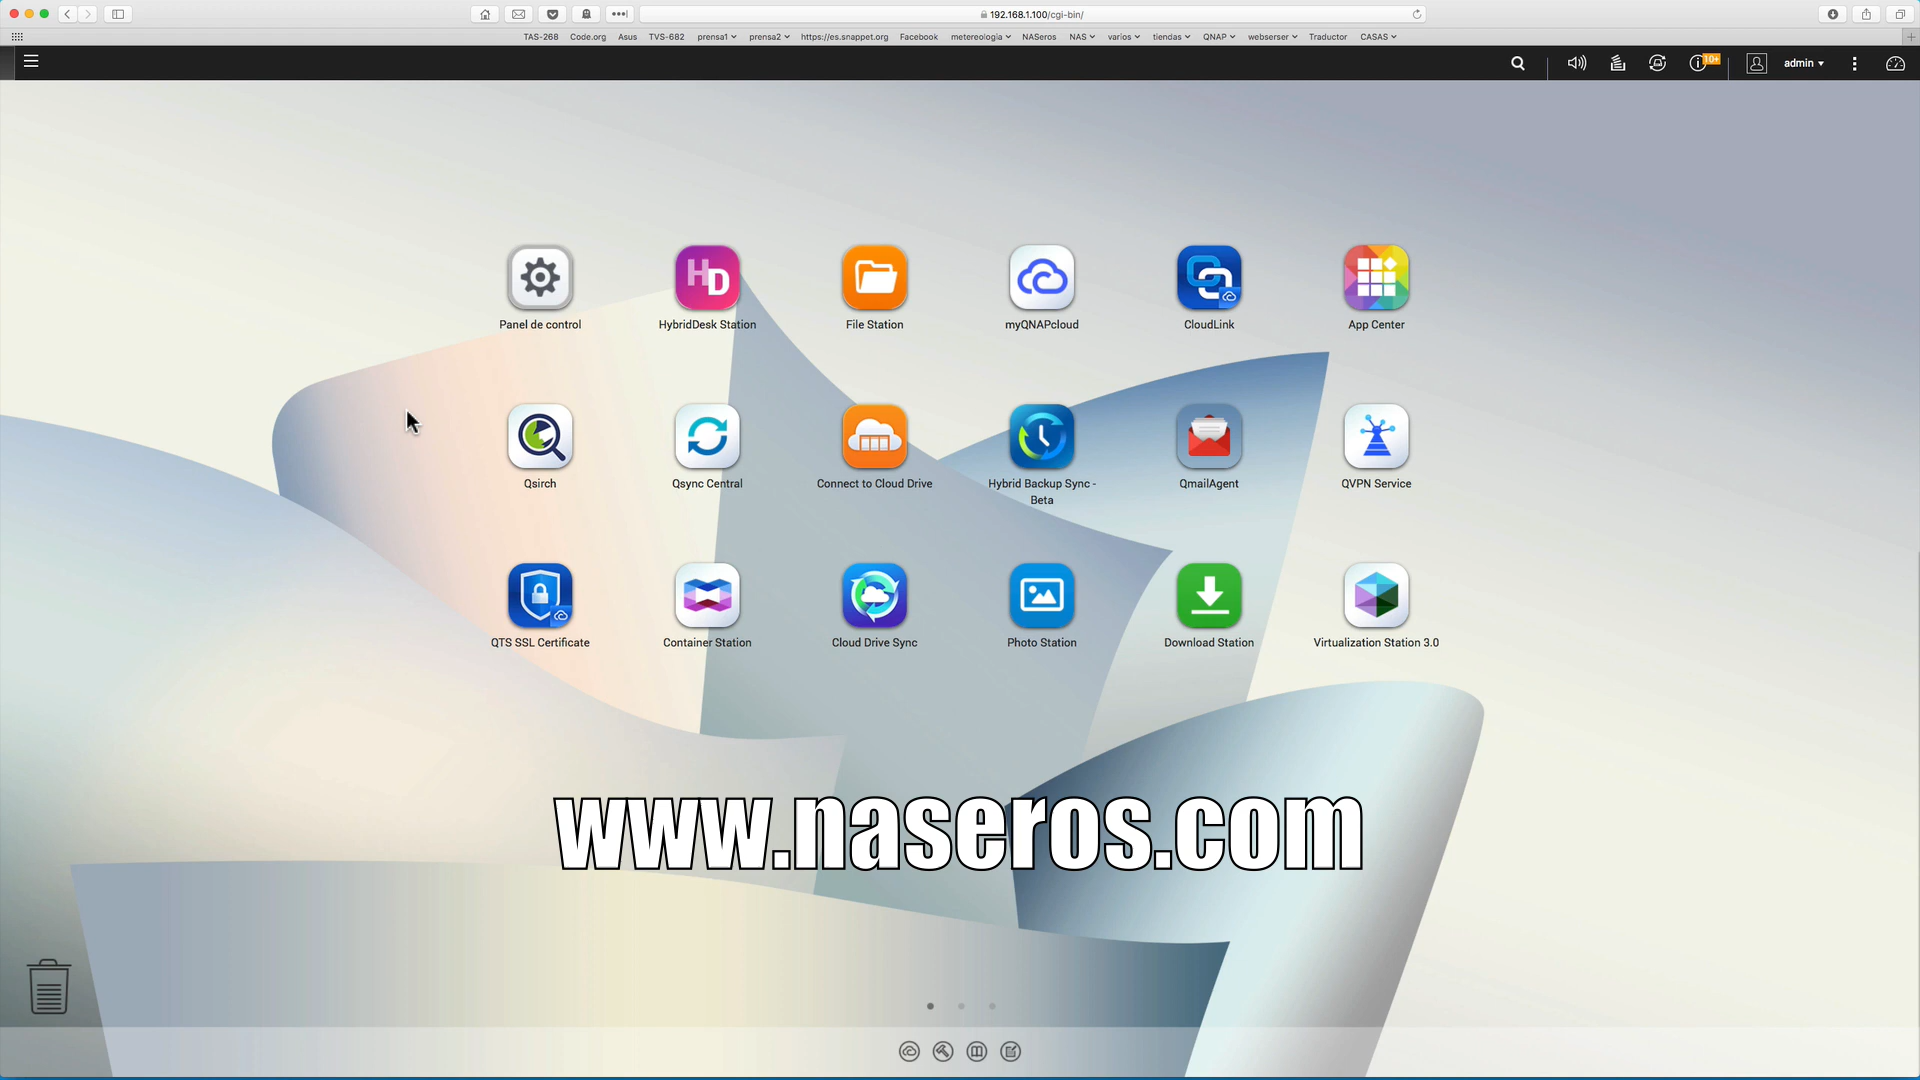 192.168.1.100/cgi-bin/
TAS-268 Code.org Asus TVS-682 prensa1 prensa2 https://es.snappet.org Facebook metereología NASeros NAS varios tiendas QNAP webserser Traductor CASAS
10+
admin
Panel de control HybridDesk Station File Station myQNAPcloud CloudLink App Center
Qsirch Qsync Central Connect to Cloud Drive Hybrid Backup Sync - QmailAgent QVPN Service
Beta
QTS SSL Certificate Container Station Cloud Drive Sync Photo Station Download Station Virtualization Station 3.0
www.naseros.com